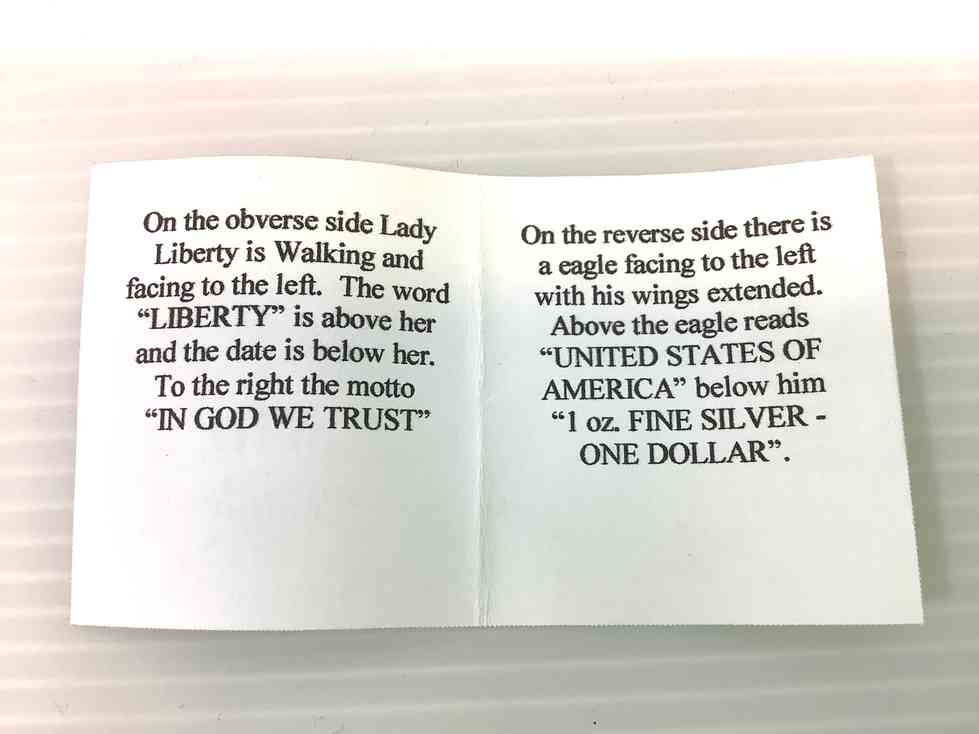 On the obverse side Lady
Liberty is Walking and
facing to the left. The word
“LIBERTY” is above her
and the date is below her.
To the right the motto
“IN GOD WE TRUST”
On the reverse side there is
a eagle facing to the left
with his wings extended.
Above the eagle reads
“UNITED STATES OF
AMERICA” below him
“1 oz. FINE SILVER -
ONE DOLLAR”.